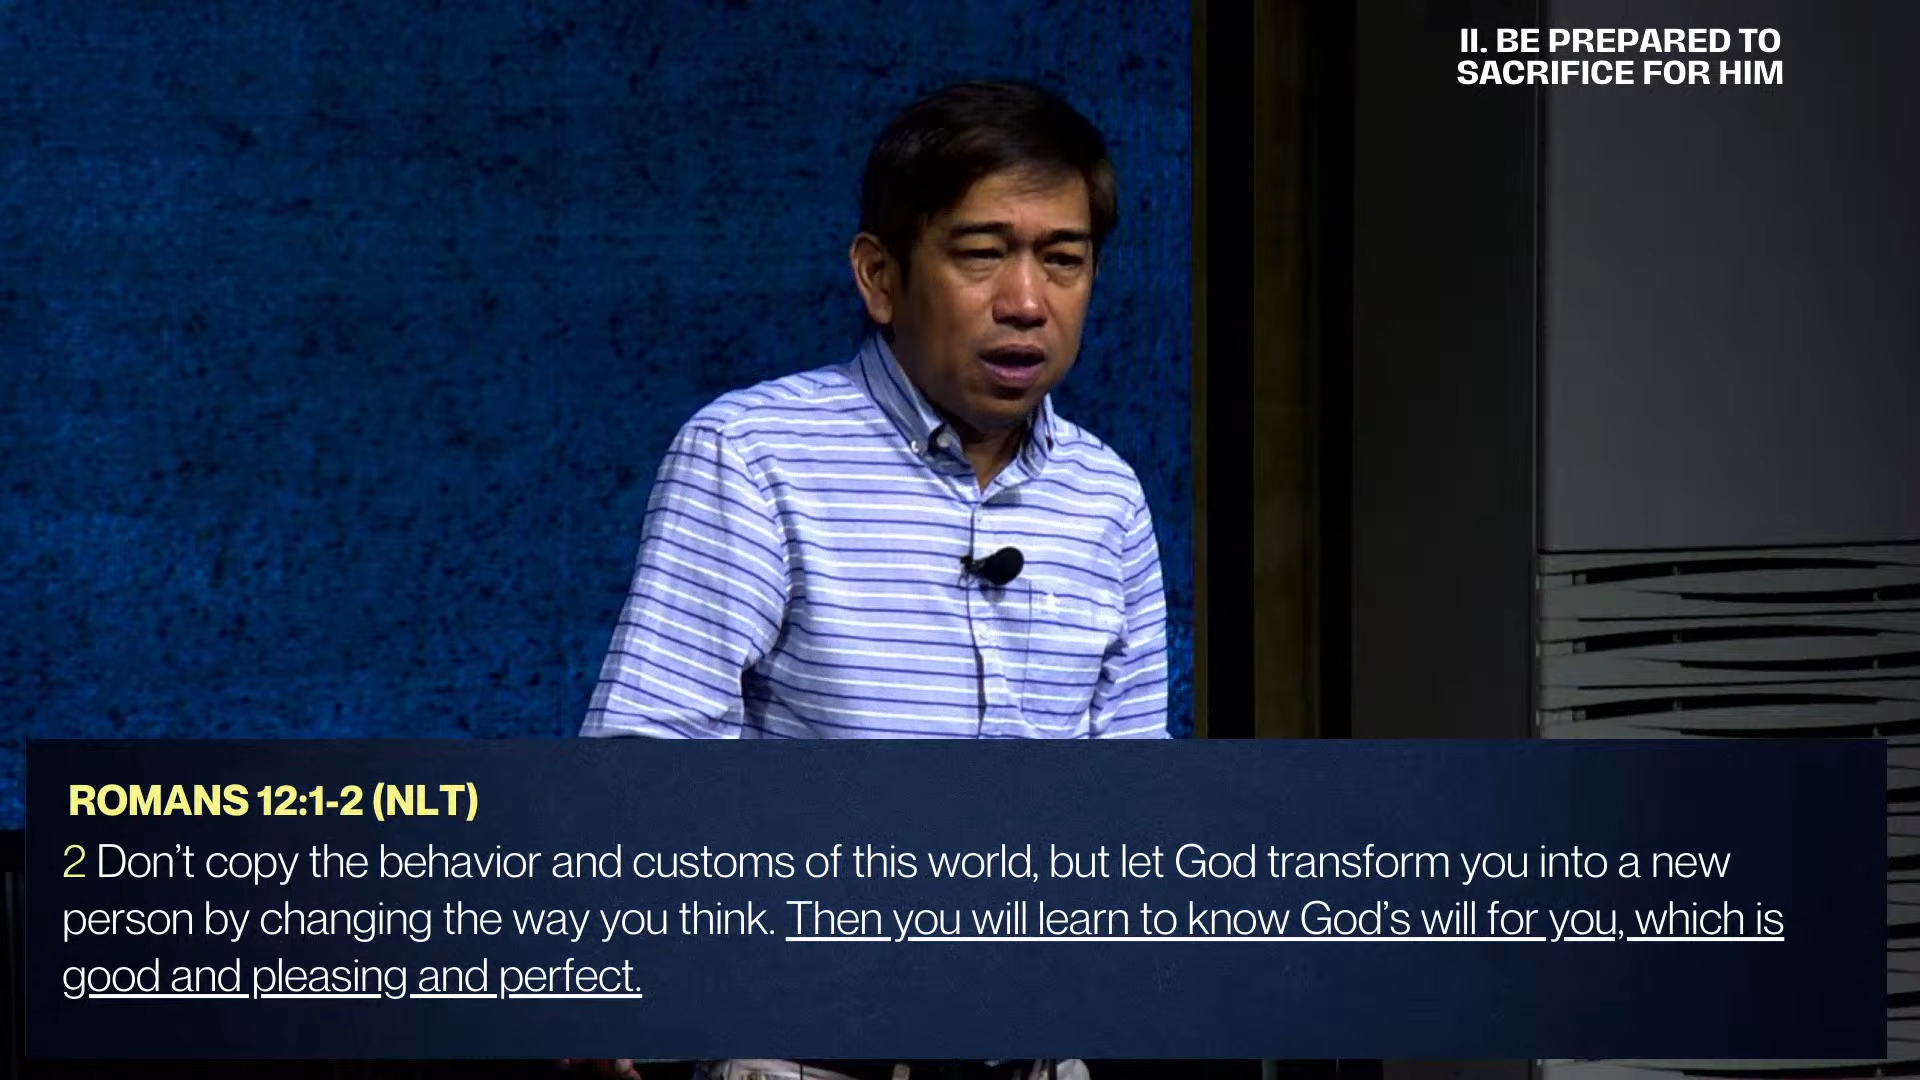 II. BE PREPARED TO
SACRIFICE FOR HIM
ROMANS 12:1-2 (NLT)
2 Don’t copy the behavior and customs of this world, but let God transform you into a new
person by changing the way you think. Then you will learn to know God’s will for you, which is
good and pleasing and perfect.